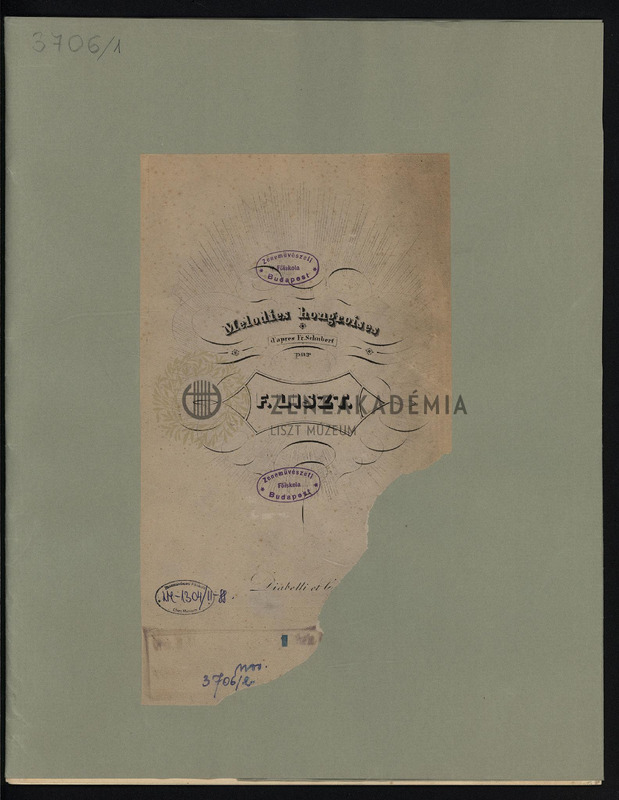 3706/1
Zeneművészeti
Főiskola
Budapest
Melodies hongroises
d'apres Fr. Schubert
par
F. LISZT.
ZENEAKADÉMIA
LISZT MÚZEUM
Zeneművészeti
Főiskola
Budapest
Diabelli et
3706/2